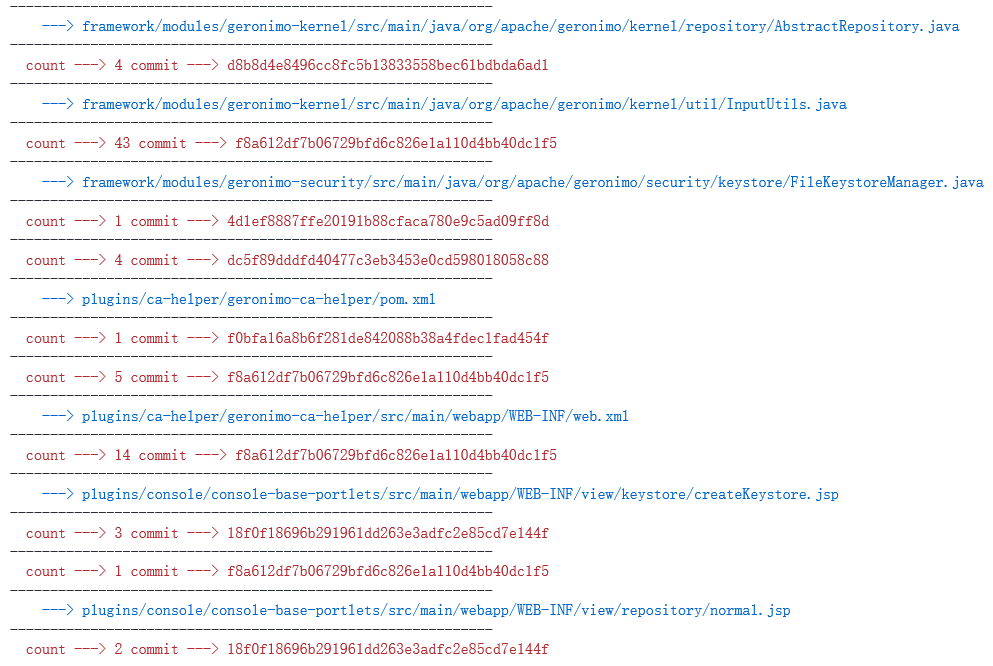 ------------------------------------------------------------
---> framework/modules/geronimo-kernel/src/main/java/org/apache/geronimo/kernel/repository/AbstractRepository.java
------------------------------------------------------------
count ---> 4 commit ---> d8b8d4e8496cc8fc5b13833558bec61bdbda6ad1
------------------------------------------------------------
---> framework/modules/geronimo-kernel/src/main/java/org/apache/geronimo/kernel/util/InputUtils.java
------------------------------------------------------------
count ---> 43 commit ---> f8a612df7b06729bfd6c826e1a110d4bb40dc1f5
------------------------------------------------------------
---> framework/modules/geronimo-security/src/main/java/org/apache/geronimo/security/keystore/FileKeystoreManager.java
------------------------------------------------------------
count ---> 1 commit ---> 4d1ef8887ffe20191b88cfaca780e9c5ad09ff8d
------------------------------------------------------------
count ---> 4 commit ---> dc5f89dddfd40477c3eb3453e0cd598018058c88
------------------------------------------------------------
---> plugins/ca-helper/geronimo-ca-helper/pom.xml
------------------------------------------------------------
count ---> 1 commit ---> f0bfa16a8b6f281de842088b38a4fdec1fad454f
------------------------------------------------------------
count ---> 5 commit ---> f8a612df7b06729bfd6c826e1a110d4bb40dc1f5
------------------------------------------------------------
---> plugins/ca-helper/geronimo-ca-helper/src/main/webapp/WEB-INF/web.xml
------------------------------------------------------------
count ---> 14 commit ---> f8a612df7b06729bfd6c826e1a110d4bb40dc1f5
------------------------------------------------------------
---> plugins/console/console-base-portlets/src/main/webapp/WEB-INF/view/keystore/createKeystore.jsp
------------------------------------------------------------
count ---> 3 commit ---> 18f0f18696b291961dd263e3adfc2e85cd7e144f
------------------------------------------------------------
count ---> 1 commit ---> f8a612df7b06729bfd6c826e1a110d4bb40dc1f5
------------------------------------------------------------
---> plugins/console/console-base-portlets/src/main/webapp/WEB-INF/view/repository/normal.jsp
------------------------------------------------------------
count ---> 2 commit ---> 18f0f18696b291961dd263e3adfc2e85cd7e144f